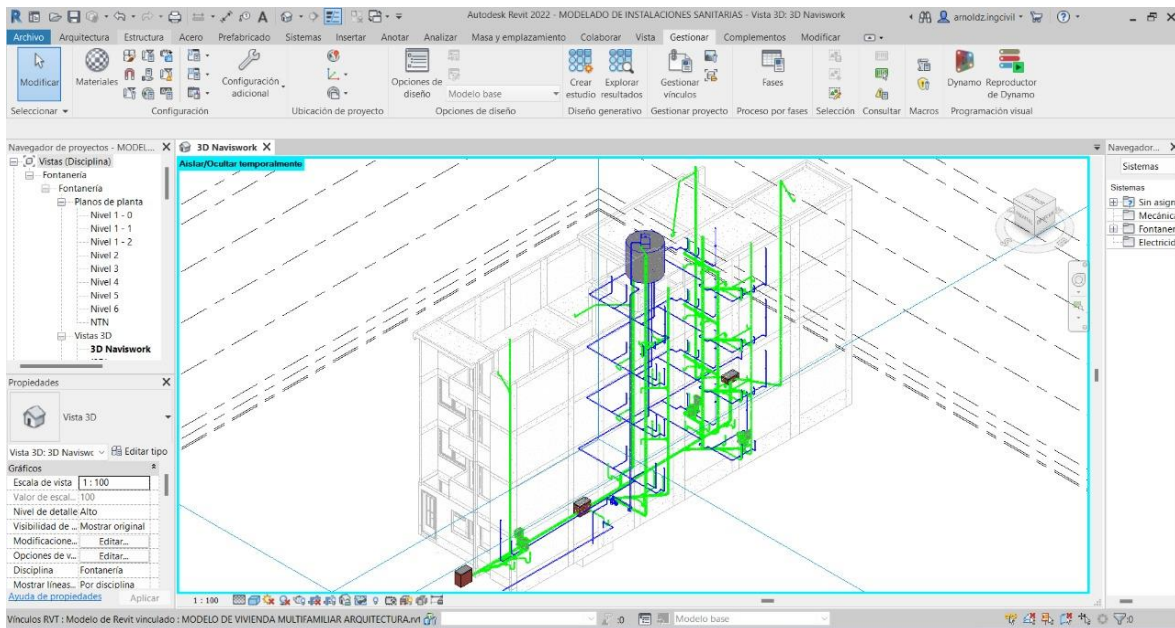 Autodesk Revit 2022 - MODELADO DE INSTALACIONES SANITARIAS - Vista 3D: 3D Naviswork
arnoldz.ingcivil
Archivo Arquitectura Estructura Acero Prefabricado Sistemas Insertar Anotar Analizar Masa y emplazamiento Colaborar Vista Gestionar Complementos Modificar
Modificar
Materiales
Configuración adicional
Opciones de diseño
Modelo base
Crear estudio
Explorar resultados
Gestionar vínculos
Fases
Dynamo
Reproductor de Dynamo
Seleccionar Configuración Ubicación de proyecto Opciones de diseño Diseño generativo Gestionar proyecto Proceso por fases Selección Consultar Macros Programación visual
Navegador de proyectos - MODEL...
3D Naviswork
Navegador...
Aislar/Ocultar temporalmente
Vistas (Disciplina)
Fontanería
Fontanería
Planos de planta
Nivel 1 - 0
Nivel 1 - 1
Nivel 1 - 2
Nivel 2
Nivel 3
Nivel 4
Nivel 5
Nivel 6
NTN
Vistas 3D
3D Naviswork
Sistemas
Sistemas
Sin asign
Mecánica
Fontaner
Electricid
Propiedades
Vista 3D
Vista 3D: 3D Naviswc
Editar tipo
Gráficos
Escala de vista 1 : 100
Valor de escal... 100
Nivel de detalle Alto
Visibilidad de ... Mostrar original
Modificacione... Editar...
Opciones de v... Editar...
Disciplina Fontanería
Mostrar líneas... Por disciplina
Ayuda de propiedades
Aplicar
1 : 100
Vínculos RVT : Modelo de Revit vinculado : MODELO DE VIVIENDA MULTIFAMILIAR ARQUITECTURA.rvt
:0
Modelo base
:0